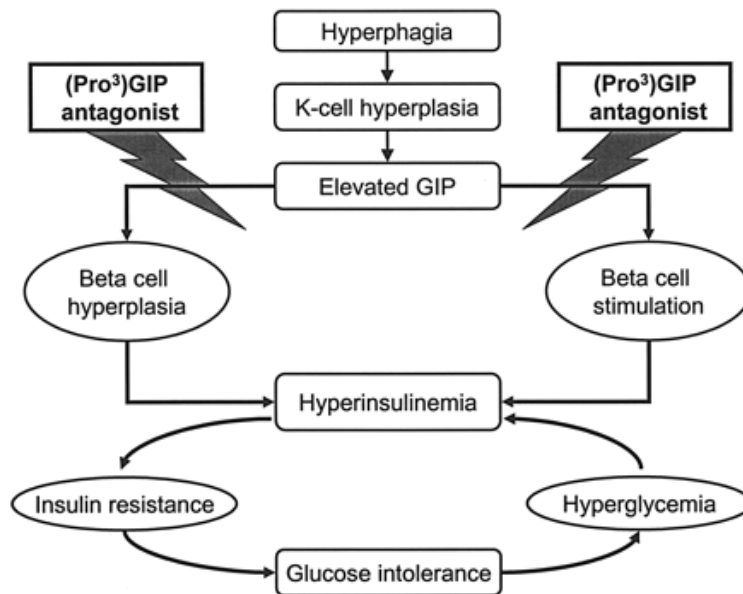 Hyperphagia
(Pro³)GIP
antagonist
(Pro³)GIP
antagonist
K-cell hyperplasia
Elevated GIP
Beta cell
hyperplasia
Beta cell
stimulation
Hyperinsulinemia
Insulin resistance
Hyperglycemia
Glucose intolerance